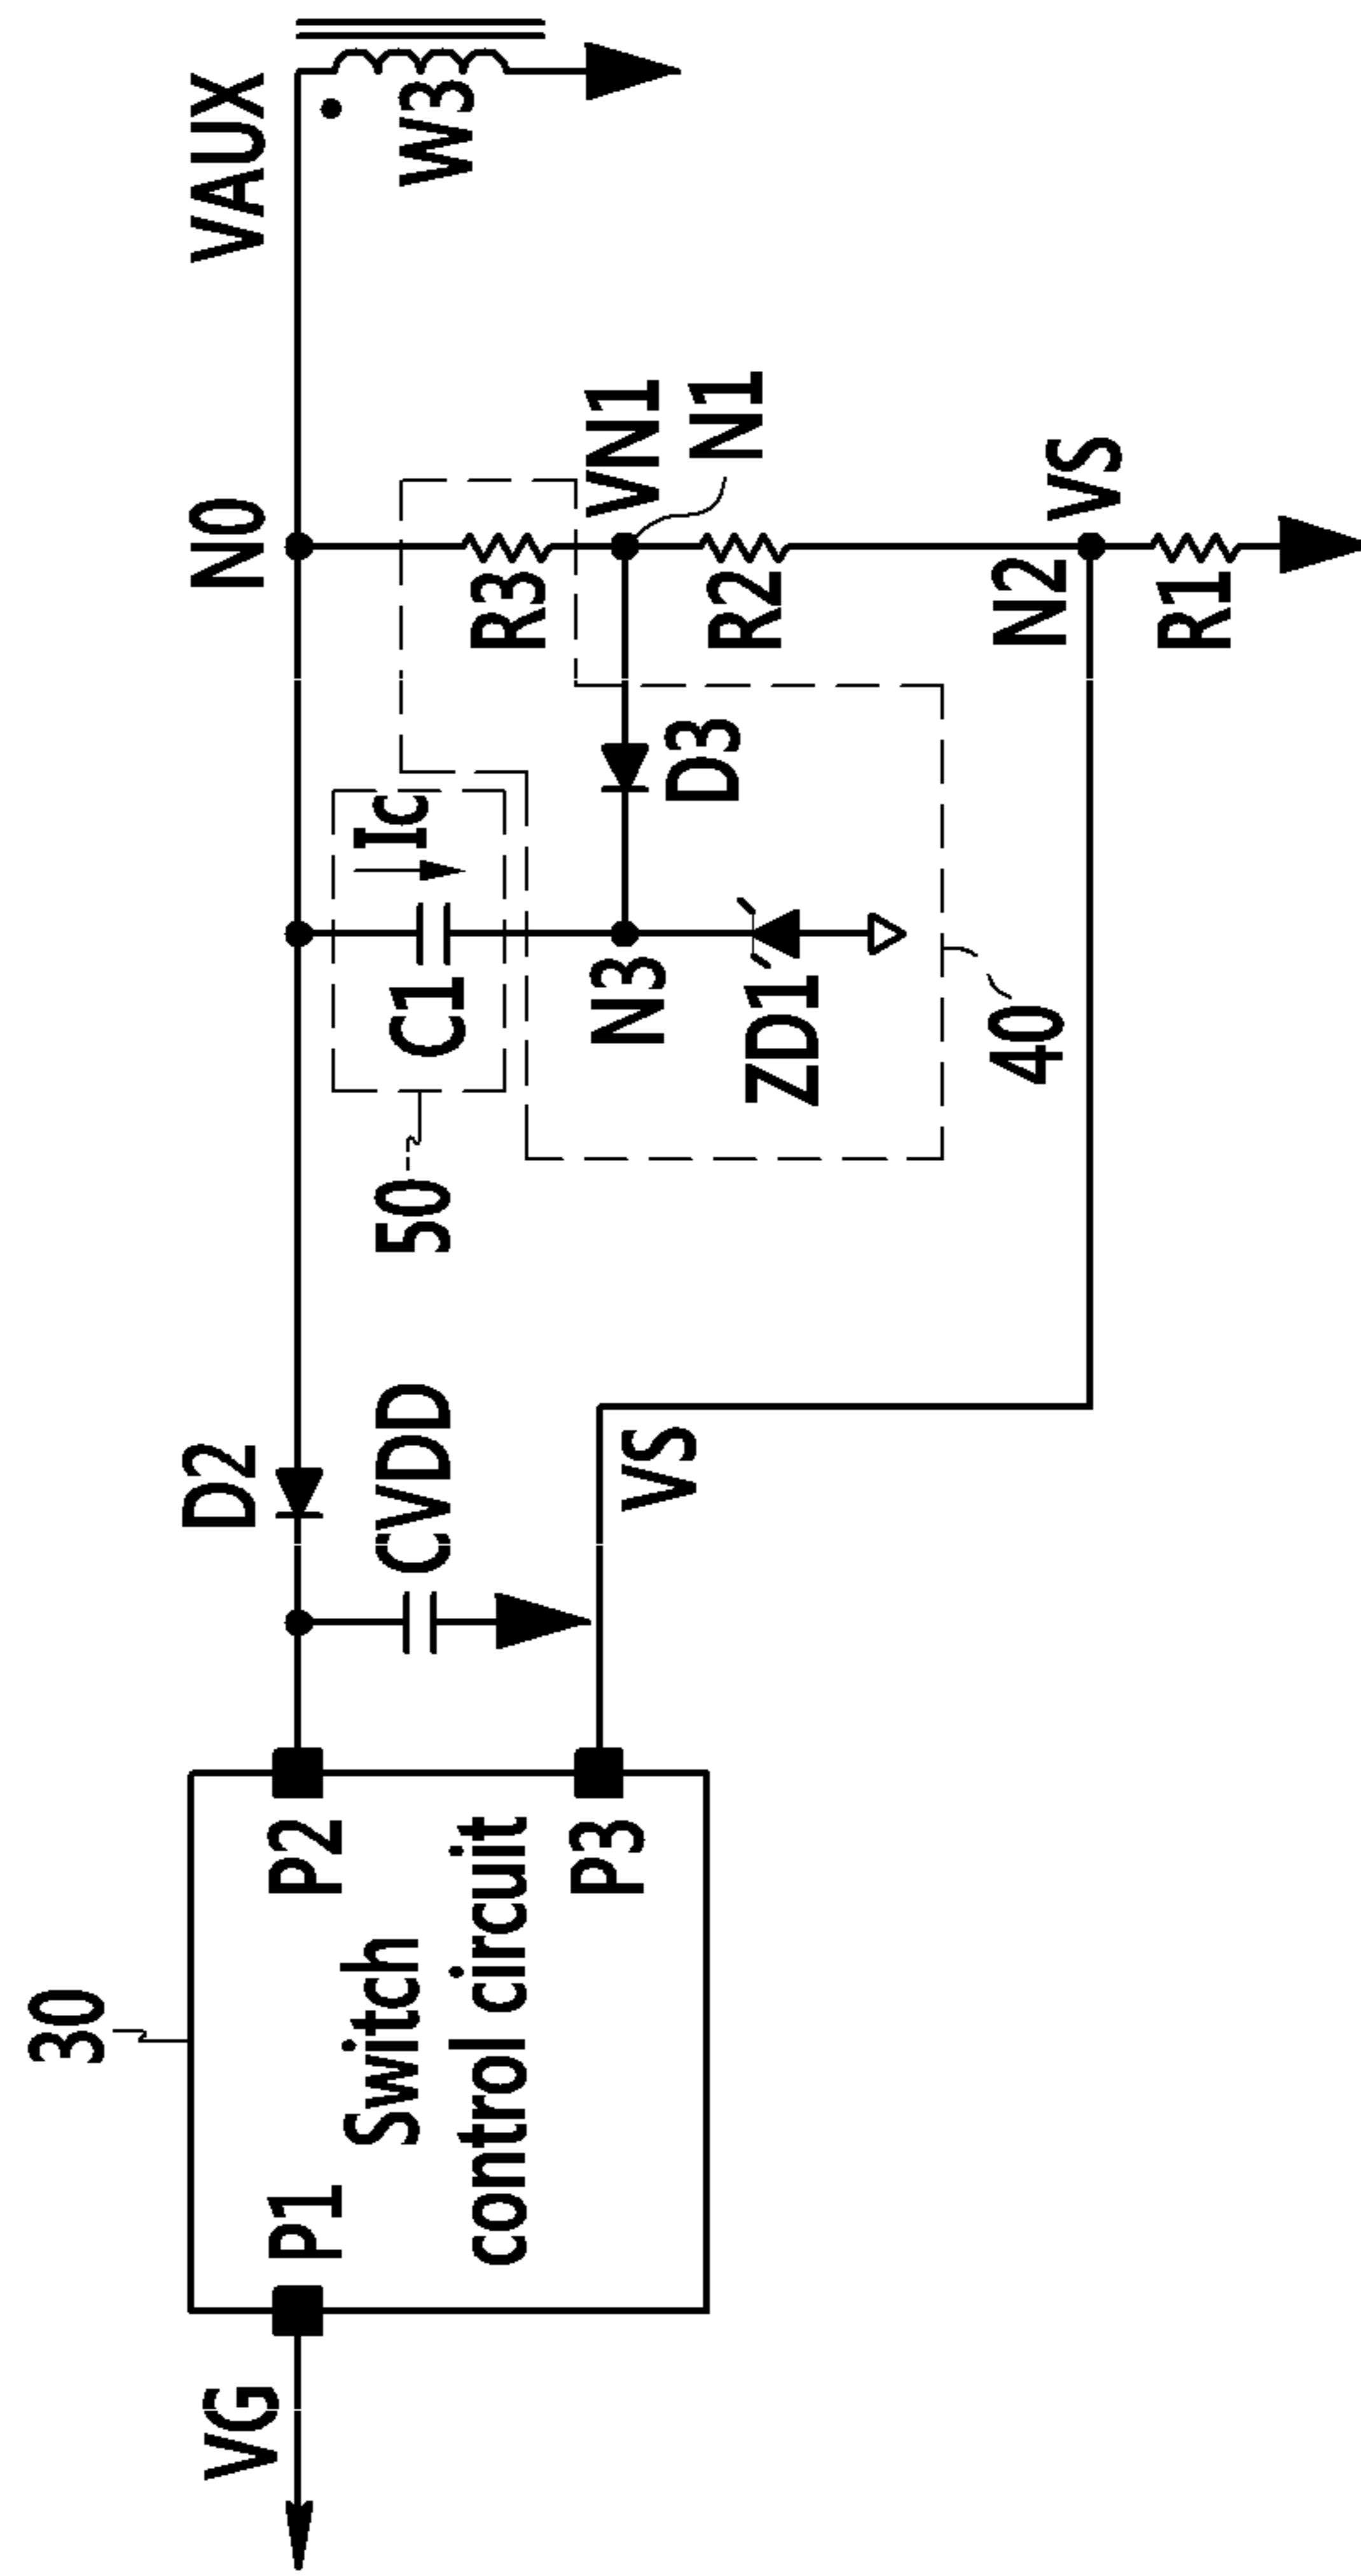 30
VG
P1
Switch
control circuit
P2
P3
D2
CVDD
VS
50
C1
Ic
N3
ZD1
40
D3
N0
R3
VN1
N1
R2
N2
VS
R1
VAUX
W3